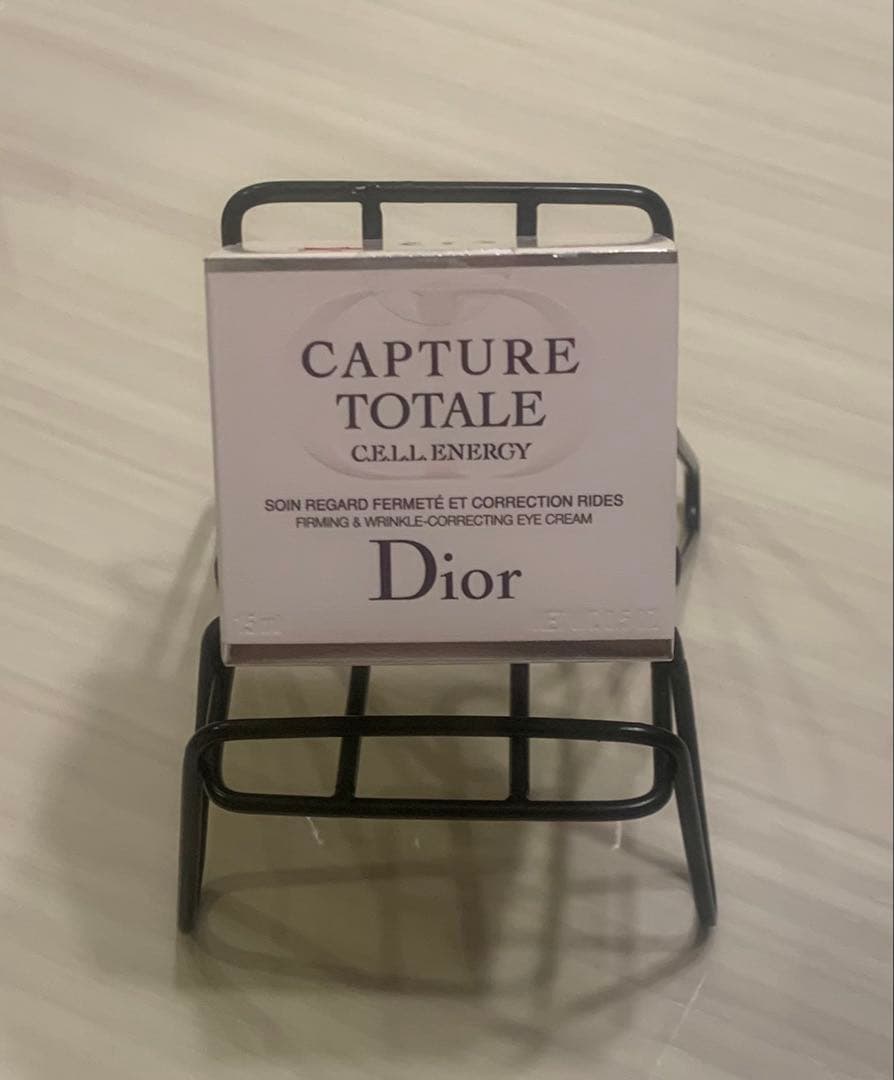 CAPTURE
TOTALE
C.E.L.L. ENERGY
SOIN REGARD FERMETÉ ET CORRECTION RIDES
FIRMING & WRINKLE-CORRECTING EYE CREAM
Dior